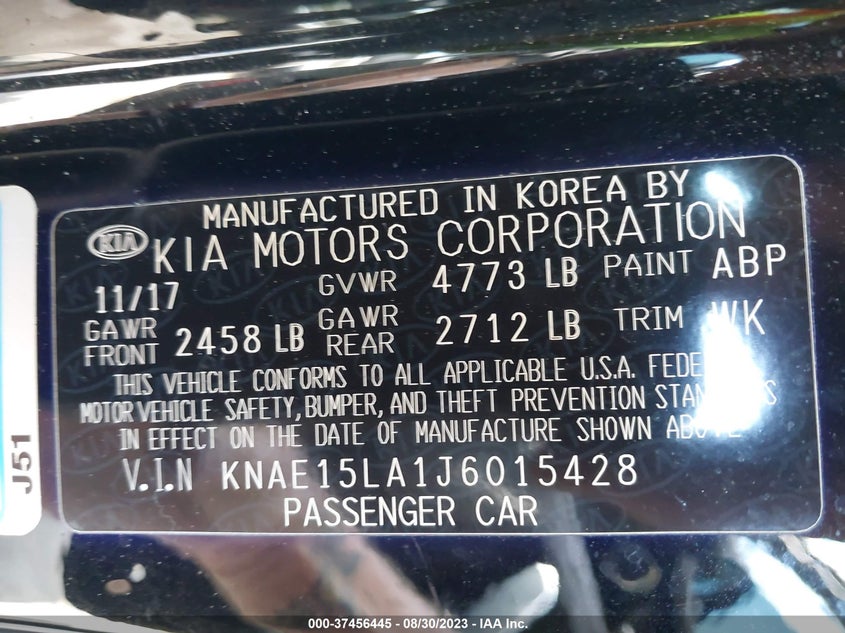 MANUFACTURED IN KOREA BY
KIA KIA MOTORS CORPORATION
11/17 GVWR 4773 LB PAINT ABP
GAWR FRONT 2458 LB GAWR REAR 2712 LB TRIM WK
THIS VEHICLE CONFORMS TO ALL APPLICABLE U.S.A.
MOTOR VEHICLE SAFETY, BUMPER, AND THEFT PREVENTION
IN EFFECT ON THE DATE OF MANUFACTURE SHOWN ABOVE
V.I.N KNAE15LA1J6015428
PASSENGER CAR
J51
000-37456445 / 08/30/2023 - IAA Inc.